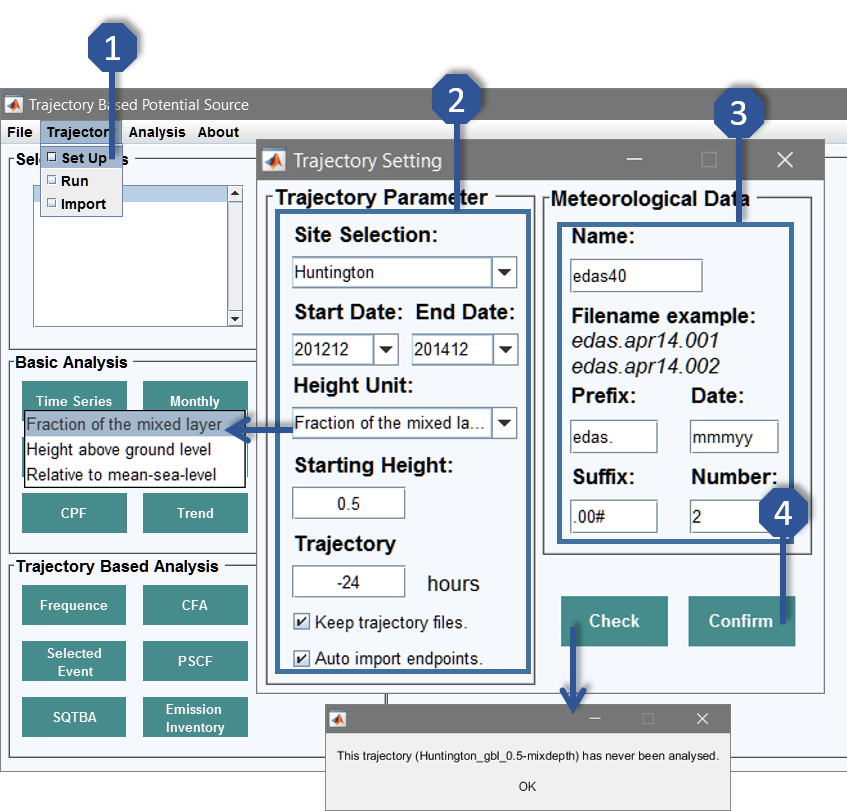 1
2
3
Trajectory Based Potential Source
File Trajectory Analysis About
Set Up
Run
Import
Trajectory Setting
Trajectory Parameter
Site Selection:
Huntington
Start Date: End Date:
201212 201412
Height Unit:
Fraction of the mixed la...
Starting Height:
0.5
Trajectory
-24 hours
Keep trajectory files.
Auto import endpoints.
Meteorological Data
Name:
edas40
Filename example:
edas.apr14.001
edas.apr14.002
Prefix: Date:
edas. mmmyy
Suffix: Number:
.00# 2
4
Check Confirm
Basic Analysis
Time Series Monthly
Fraction of the mixed layer
Height above ground level
Relative to mean-sea-level
CPF Trend
Trajectory Based Analysis
Frequence CFA
Selected
Event
PSCF
SQTBA
Emission
Inventory
This trajectory (Huntington_gbl_0.5-mixdepth) has never been analysed.
OK